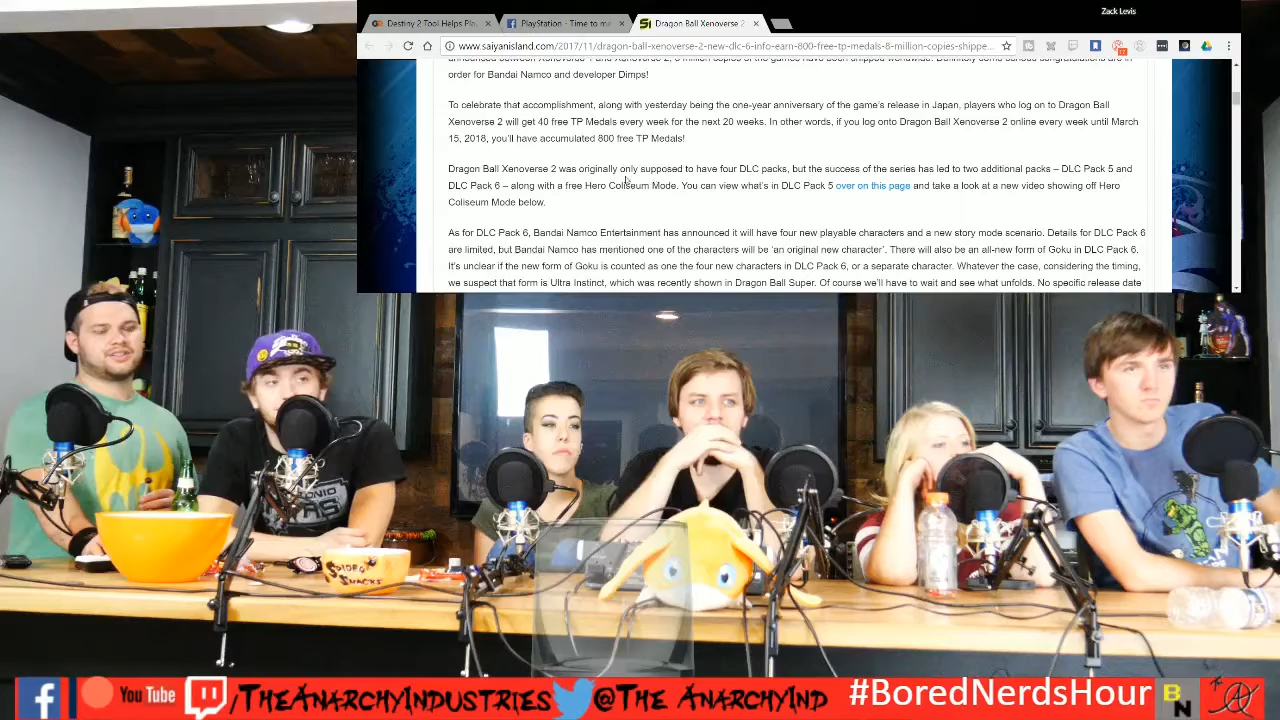 Zack Levis
Destiny 2 Tool Helps Pla
PlayStation - Time to me
Dragon Ball Xenoverse 2
www.saiyanisland.com/2017/11/dragon-ball-xenoverse-2-new-dlc-6-info-earn-800-free-tp-medals-8-million-copies-shippe...
order for Bandai Namco and developer Dimps!
To celebrate that accomplishment, along with yesterday being the one-year anniversary of the game's release in Japan, players who log on to Dragon Ball
Xenoverse 2 will get 40 free TP Medals every week for the next 20 weeks. In other words, if you log onto Dragon Ball Xenoverse 2 online every week until March
15, 2018, you'll have accumulated 800 free TP Medals!
Dragon Ball Xenoverse 2 was originally only supposed to have four DLC packs, but the success of the series has led to two additional packs – DLC Pack 5 and
DLC Pack 6 – along with a free Hero Coliseum Mode. You can view what's in DLC Pack 5 over on this page and take a look at a new video showing off Hero
Coliseum Mode below.
As for DLC Pack 6, Bandai Namco Entertainment has announced it will have four new playable characters and a new story mode scenario. Details for DLC Pack 6
are limited, but Bandai Namco has mentioned one of the characters will be 'an original new character'. There will also be an all-new form of Goku in DLC Pack 6.
It's unclear if the new form of Goku is counted as one the four new characters in DLC Pack 6, or a separate character. Whatever the case, considering the timing,
we suspect that form is Ultra Instinct, which was recently shown in Dragon Ball Super. Of course we'll have to wait and see what unfolds. No specific release date
SNACKS
YouTube /TheAnarchyIndustries @The AnarchyInd #BoredNerdsHour BN